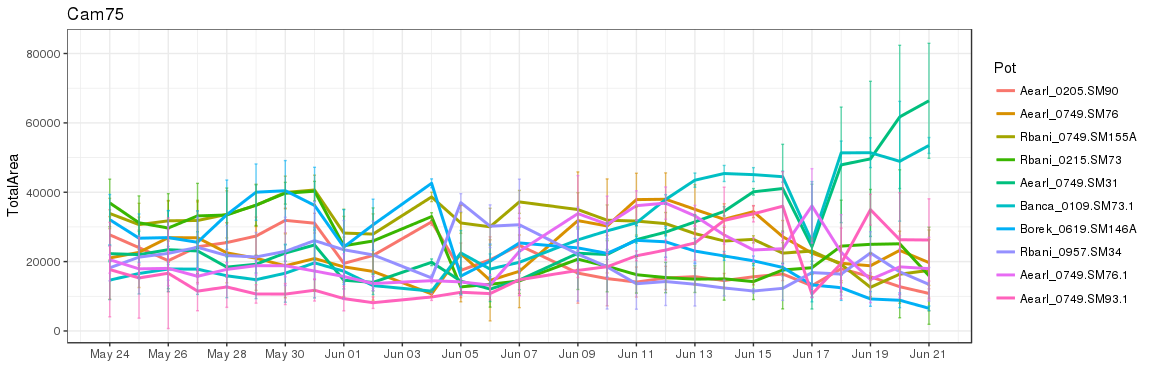 Cam75
TotalArea
80000
60000
40000
20000
0
May 24 May 26 May 28 May 30 Jun 01 Jun 03 Jun 05 Jun 07 Jun 09 Jun 11 Jun 13 Jun 15 Jun 17 Jun 19 Jun 21
Pot
Aearl_0205.SM90
Aearl_0749.SM76
Rbani_0749.SM155A
Rbani_0215.SM73
Aearl_0749.SM31
Banca_0109.SM73.1
Borek_0619.SM146A
Rbani_0957.SM34
Aearl_0749.SM76.1
Aearl_0749.SM93.1